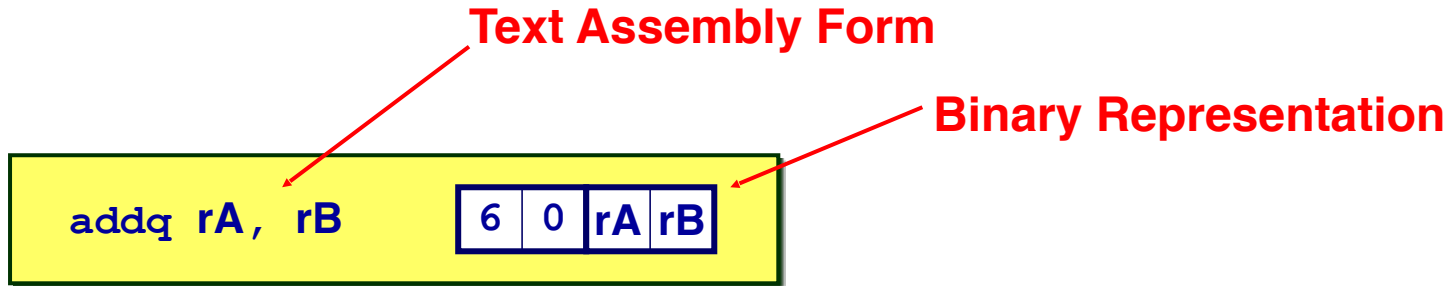 Text Assembly Form
Binary Representation
addq rA, rB 6 0 rA rB